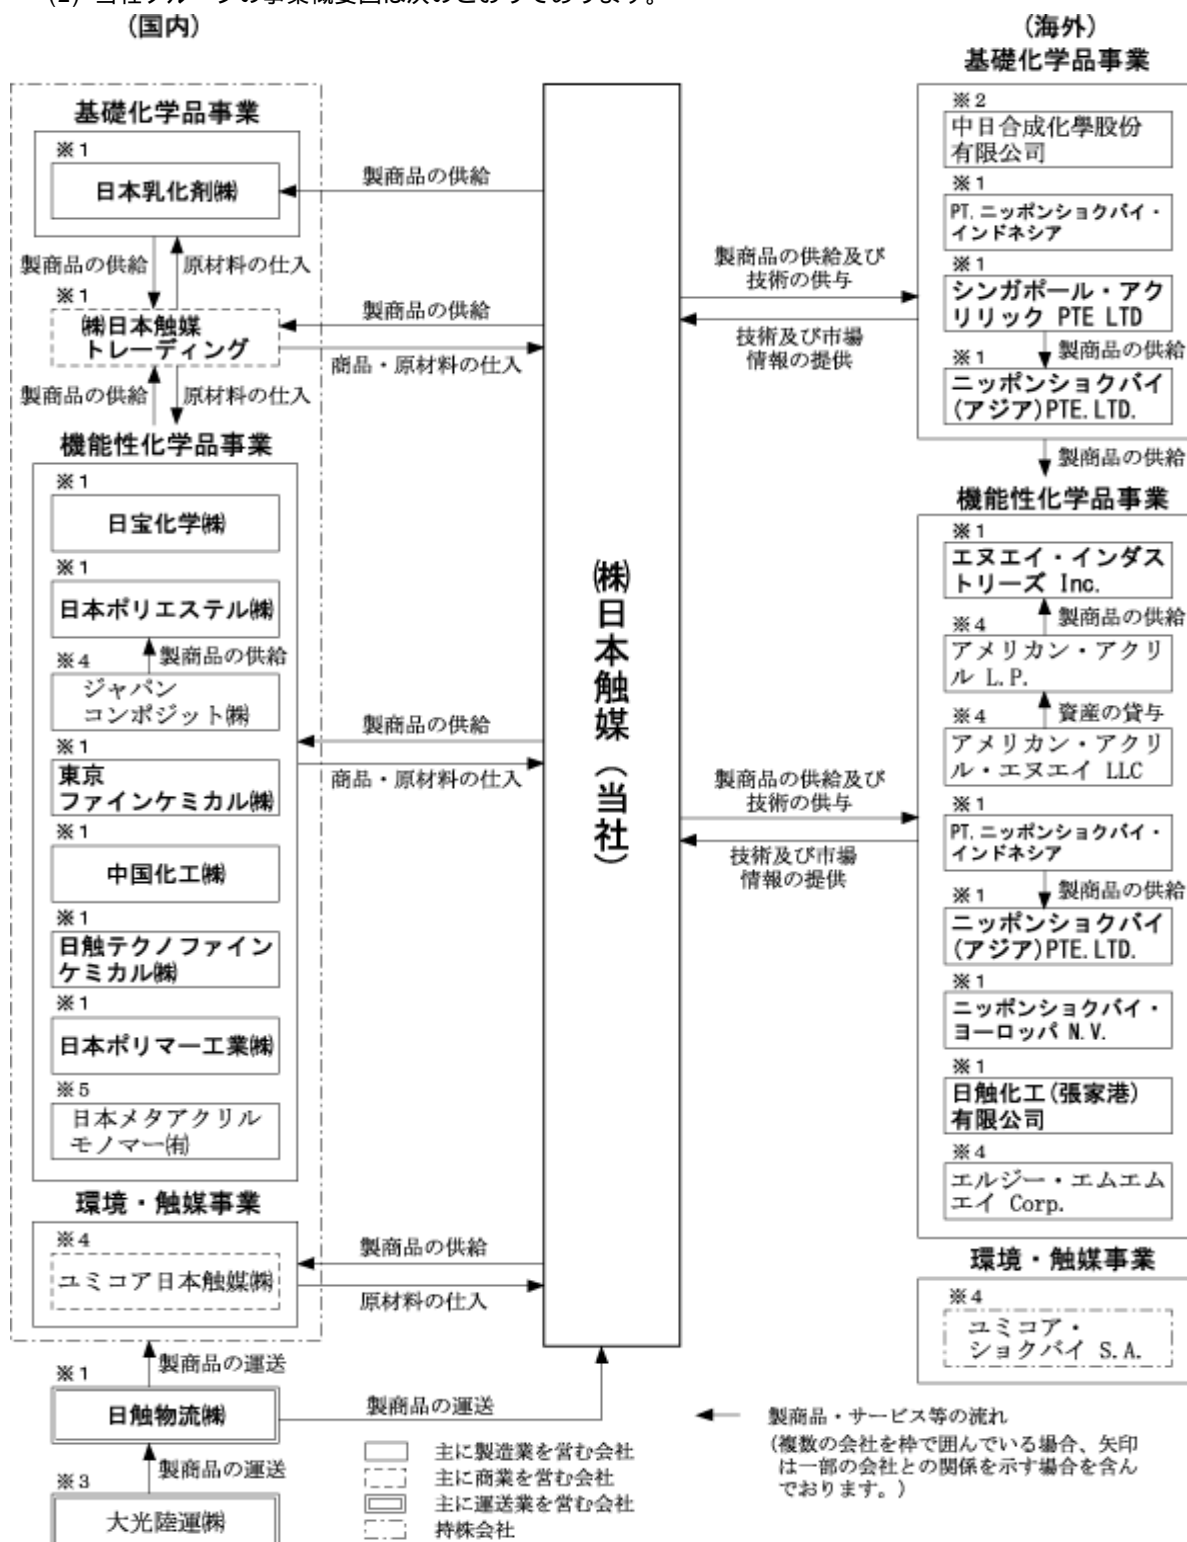 (2) 当社グループの事業概要図は次のとおりであります。
(国内)
基礎化学品事業
※1
日本乳化剤㈱
製商品の供給
製商品の供給
原材料の仕入
※1
㈱日本触媒
トレーディング
製商品の供給
商品・原材料の仕入
製商品の供給
原材料の仕入
機能性化学品事業
※1
日宝化学㈱
※1
日本ポリエステル㈱
※4
製商品の供給
ジャパン
コンポジット㈱
※1
東京
ファインケミカル㈱
※1
中国化工㈱
※1
日触テクノファイン
ケミカル㈱
※1
日本ポリマー工業㈱
※5
日本メタアクリル
モノマー㈲
製商品の供給
商品・原材料の仕入
環境・触媒事業
※4
ユミコア日本触媒㈱
製商品の供給
原材料の仕入
製商品の運送
※1
日触物流㈱
製商品の運送
製商品の運送
※3
大光陸運㈱
㈱日本触媒(当社)
(海外)
基礎化学品事業
※2
中日合成化學股份
有限公司
※1
PT.ニッポンショクバイ・
インドネシア
※1
シンガポール・アク
リリック PTE LTD
製商品の供給
※1
ニッポンショクバイ
(アジア)PTE.LTD.
製商品の供給及び
技術の供与
技術及び市場
情報の提供
製商品の供給
機能性化学品事業
※1
エヌエイ・インダス
トリーズ Inc.
製商品の供給
※4
アメリカン・アクリ
ル L.P.
資産の貸与
※4
アメリカン・アクリ
ル・エヌエイ LLC
※1
PT.ニッポンショクバイ・
インドネシア
製商品の供給
※1
ニッポンショクバイ
(アジア)PTE.LTD.
※1
ニッポンショクバイ・
ヨーロッパ N.V.
※1
日触化工(張家港)
有限公司
※4
エルジー・エムエム
エイ Corp.
製商品の供給及び
技術の供与
技術及び市場
情報の提供
環境・触媒事業
※4
ユミコア・
ショクバイ S.A.
主に製造業を営む会社
主に商業を営む会社
主に運送業を営む会社
持株会社
製商品・サービス等の流れ
(複数の会社を枠で囲んでいる場合、矢印
は一部の会社との関係を示す場合を含ん
でおります。)